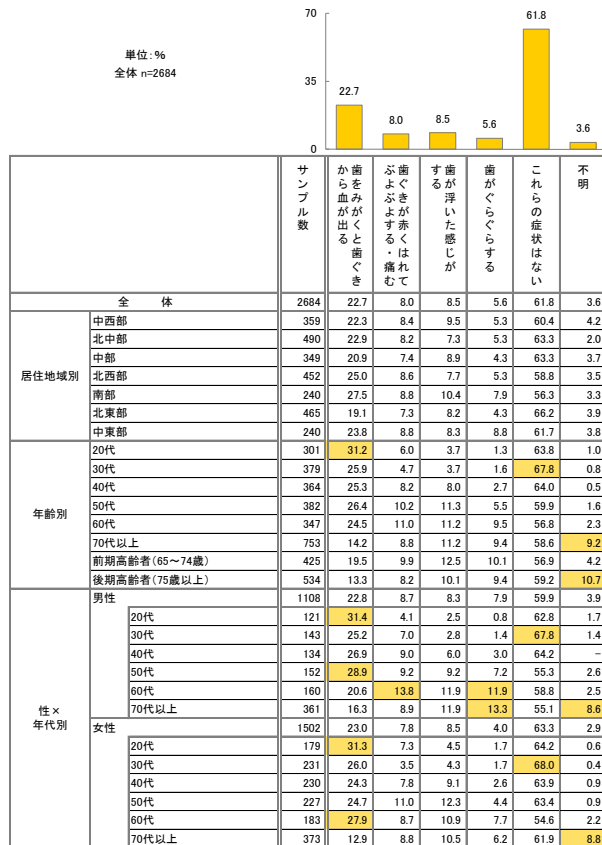 単位:%
全体 n=2684
70
35
0
22.7
8.0
8.5
5.6
61.8
3.6
サンプル数
歯をみがくと歯ぐきから血が出る
歯ぐきが赤くはれてぶよぶよする・痛む
歯が浮いた感じがする
歯がぐらぐらする
これらの症状はない
不明
全体 2684 22.7 8.0 8.5 5.6 61.8 3.6
居住地域別
中西部 359 22.3 8.4 9.5 5.3 60.4 4.2
北中部 490 22.9 8.2 7.3 5.3 63.3 2.0
中部 349 20.9 7.4 8.9 4.3 63.3 3.7
北西部 452 25.0 8.6 7.7 5.3 58.8 3.5
南部 240 27.5 8.8 10.4 7.9 56.3 3.3
北東部 465 19.1 7.3 8.2 4.3 66.2 3.9
中東部 240 23.8 8.8 8.3 8.8 61.7 3.8
年齢別
20代 301 31.2 6.0 3.7 1.3 63.8 1.0
30代 379 25.9 4.7 3.7 1.6 67.8 0.8
40代 364 25.3 8.2 8.0 2.7 64.0 0.5
50代 382 26.4 10.2 11.3 5.5 59.9 1.6
60代 347 24.5 11.0 11.2 9.5 56.8 2.3
70代以上 753 14.2 8.8 11.2 9.4 58.6 9.2
前期高齢者(65~74歳) 425 19.5 9.9 12.5 10.1 56.9 4.2
後期高齢者(75歳以上) 534 13.3 8.2 10.1 9.4 59.2 10.7
性×年代別
男性 1108 22.8 8.7 8.3 7.9 59.9 3.9
20代 121 31.4 4.1 2.5 0.8 62.8 1.7
30代 143 25.2 7.0 2.8 1.4 67.8 1.4
40代 134 26.9 9.0 6.0 3.0 64.2 -
50代 152 28.9 9.2 9.2 7.2 55.3 2.6
60代 160 20.6 13.8 11.9 11.9 58.8 2.5
70代以上 361 16.3 8.9 11.9 13.3 55.1 8.6
女性 1502 23.0 7.8 8.5 4.0 63.3 2.9
20代 179 31.3 7.3 4.5 1.7 64.2 0.6
30代 231 26.0 3.5 4.3 1.7 68.0 0.4
40代 230 24.3 7.8 9.1 2.6 63.9 0.9
50代 227 24.7 11.0 12.3 4.4 63.4 0.9
60代 183 27.9 8.7 10.9 7.7 54.6 2.2
70代以上 373 12.9 8.8 10.5 6.2 61.9 8.8